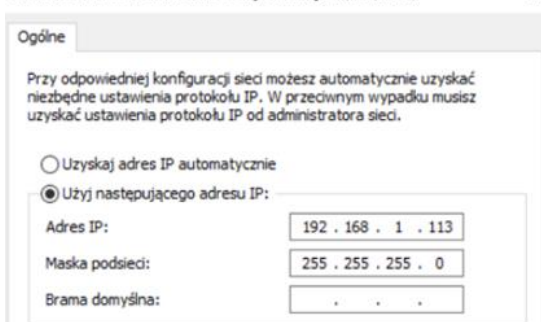 Ogólne
Przy odpowiedniej konfiguracji sieci możesz automatycznie uzyskać
niezbędne ustawienia protokołu IP. W przeciwnym wypadku musisz
uzyskać ustawienia protokołu IP od administratora sieci.
Uzyskaj adres IP automatycznie
Użyj następującego adresu IP:
Adres IP: 192 . 168 . 1 . 113
Maska podsieci: 255 . 255 . 255 . 0
Brama domyślna: . . .